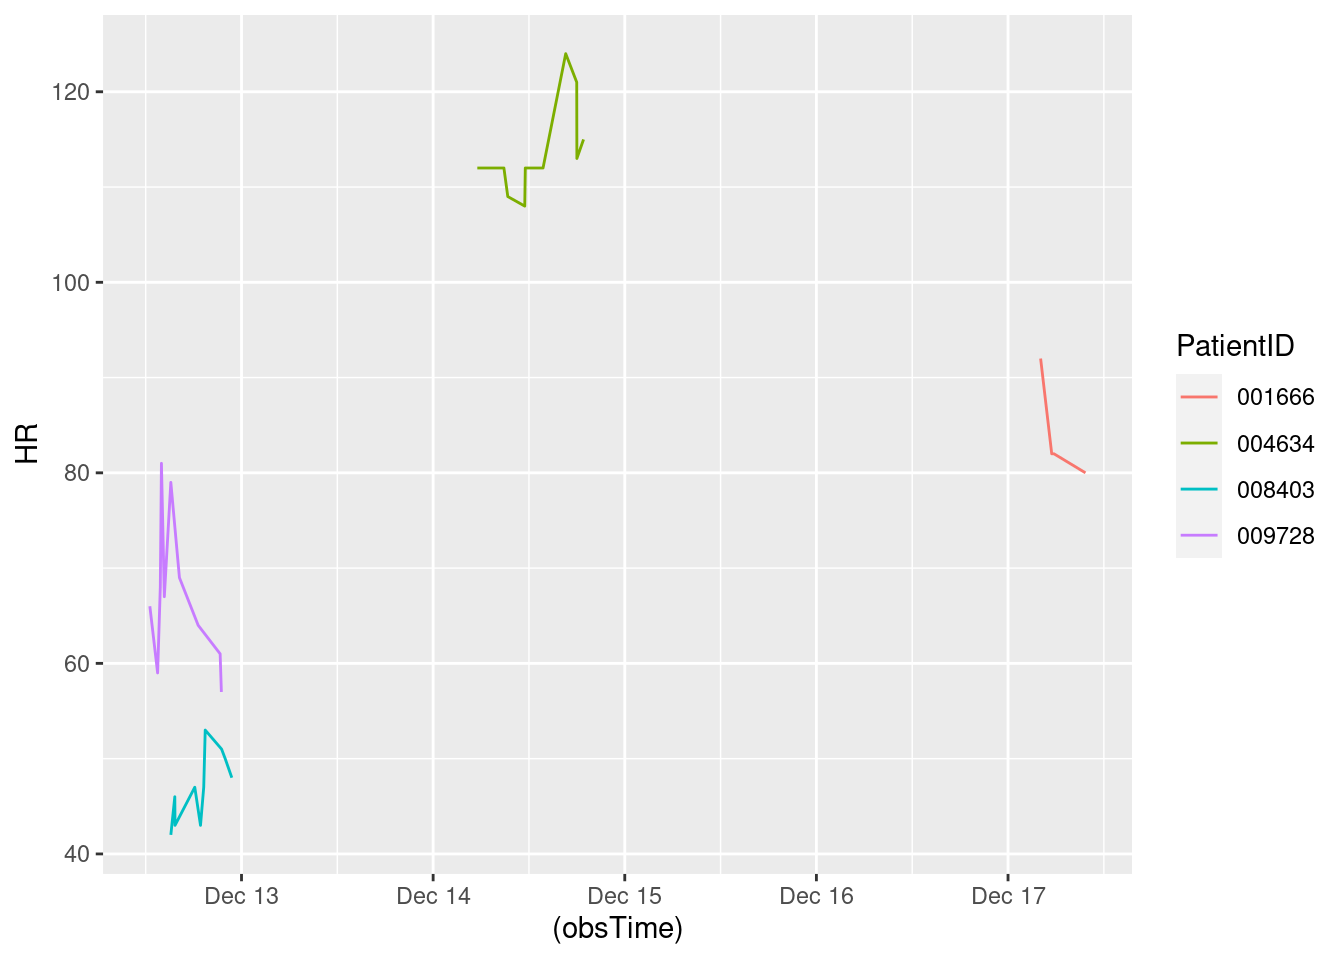 120
100
80
60
40
HR
Dec 13
Dec 14
Dec 15
Dec 16
Dec 17
(obsTime)
PatientID
001666
004634
008403
009728